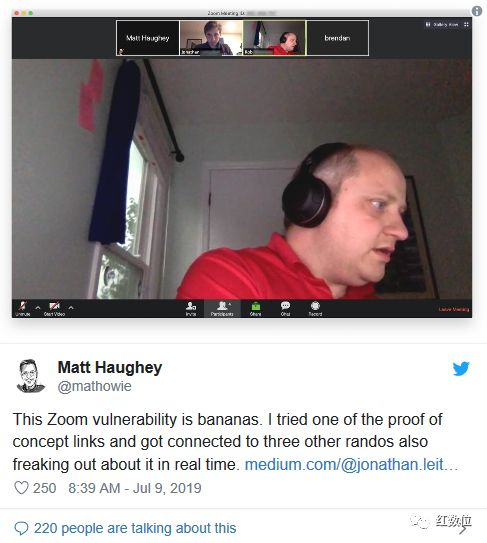 Zoom Meeting ID:
Gallery View
Matt Haughey
Jonathan
Rob
brendan
Unmute
Start Video
Invite
Participants
4
Share
Chat
Record
Leave Meeting
Matt Haughey
@mathowie
This Zoom vulnerability is bananas. I tried one of the proof of
concept links and got connected to three other randos also
freaking out about it in real time. medium.com/@jonathan.leit…
250 8:39 AM - Jul 9, 2019
220 people are talking about this
红数位